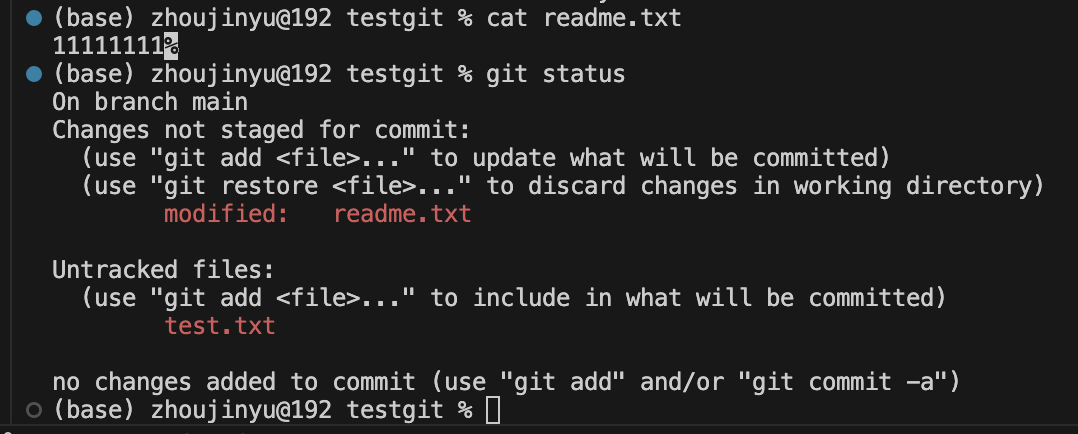 (base) zhoujinyu@192 testgit % cat readme.txt
11111111%
(base) zhoujinyu@192 testgit % git status
On branch main
Changes not staged for commit:
  (use "git add <file>..." to update what will be committed)
  (use "git restore <file>..." to discard changes in working directory)
        modified:   readme.txt

Untracked files:
  (use "git add <file>..." to include in what will be committed)
        test.txt

no changes added to commit (use "git add" and/or "git commit -a")
(base) zhoujinyu@192 testgit %